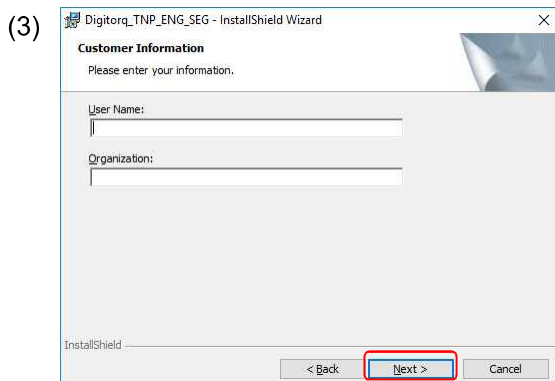 (3)
Digitorq_TNP_ENG_SEG - InstallShield Wizard
Customer Information
Please enter your information.
User Name:
Organization:
InstallShield
< Back
Next >
Cancel